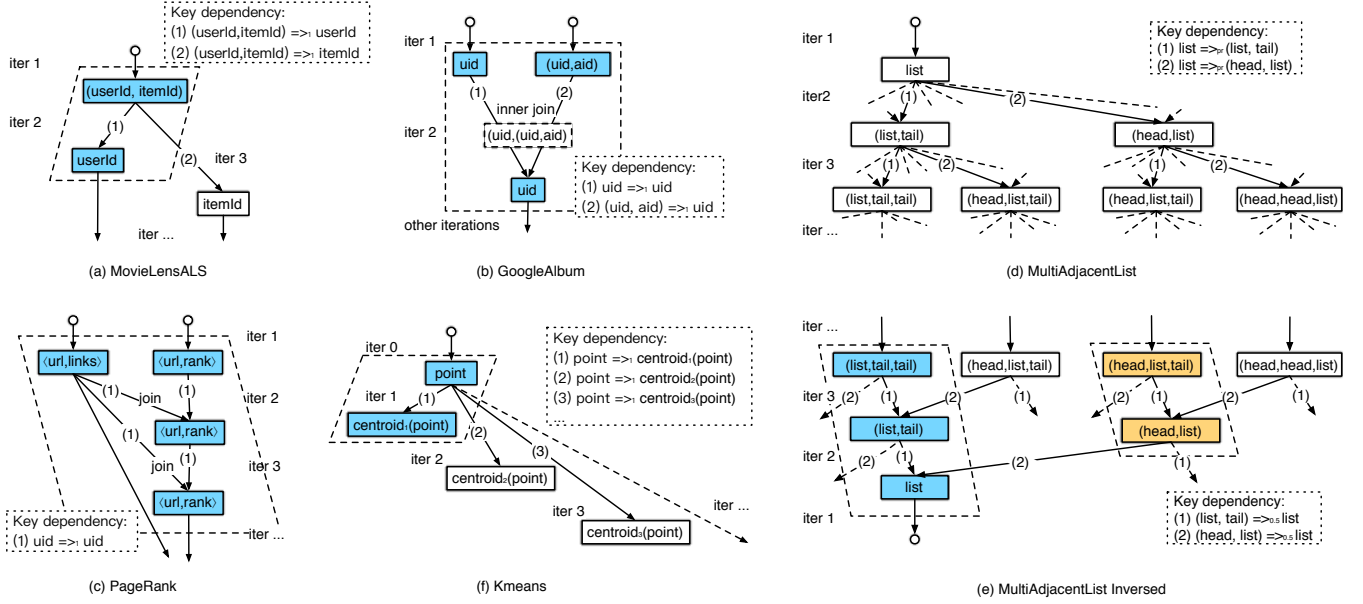 Key dependency:
(1) (userId,itemId) =>₁ userId
(2) (userId,itemId) =>₁ itemId
iter 1
(userId, itemId)
iter 2
(1)
userId
(2)
iter 3
itemId
iter ...
(a) MovieLensALS
iter 1
uid
(uid,aid)
(1)
(2)
inner join
iter 2
(uid,(uid,aid)
Key dependency:
(1) uid =>₁ uid
(2) (uid, aid) =>₁ uid
uid
other iterations
(b) GoogleAlbum
iter 1
Key dependency:
(1) list =>ₚᵣ (list, tail)
(2) list =>ₚᵣ (head, list)
list
iter2
(1)
(2)
(list,tail)
(head,list)
iter 3
(1)
(2)
(1)
(2)
(list,tail,tail)
(head,list,tail)
(head,list,tail)
(head,head,list)
iter ...
(d) MultiAdjacentList
iter 1
⟨url,links⟩
⟨url,rank⟩
(1)
(1)
join
iter 2
⟨url,rank⟩
(1)
(1)
join
iter 3
⟨url,rank⟩
Key dependency:
(1) uid =>₁ uid
iter ...
(c) PageRank
iter 0
Key dependency:
(1) point =>₁ centroid₁(point)
(2) point =>₁ centroid₂(point)
(3) point =>₁ centroid₃(point)
...
point
iter 1
(1)
centroid₁(point)
(2)
(3)
iter 2
centroid₂(point)
iter 3
iter ...
centroid₃(point)
(f) Kmeans
iter ...
(list,tail,tail)
(head,list,tail)
(head,list,tail)
(head,head,list)
iter 3
(2)
(1)
(2)
(1)
(2)
(1)
(2)
(1)
(list,tail)
(head,list)
iter 2
(2)
(1)
(2)
(1)
list
iter 1
Key dependency:
(1) (list, tail) =>₀.₅ list
(2) (head, list) =>₀.₅ list
(e) MultiAdjacentList Inversed